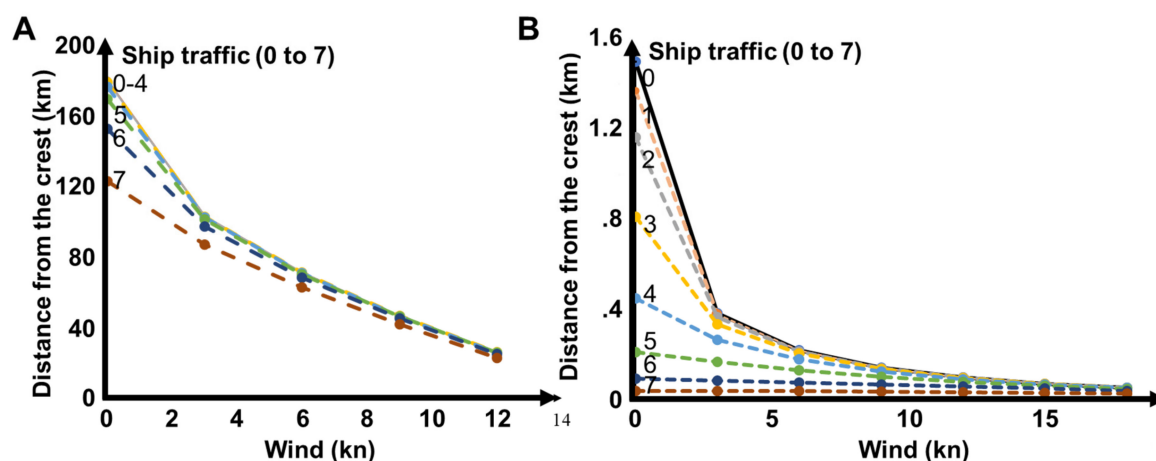 A
Ship traffic (0 to 7)
Distance from the crest (km)
200
160
120
80
40
0
0-4
5
6
7
0 2 4 6 8 10 12 14
Wind (kn)
B
Ship traffic (0 to 7)
Distance from the crest (km)
1.6
1.2
.8
.4
0
0
1
2
3
4
5
6
7
0 5 10 15
Wind (kn)